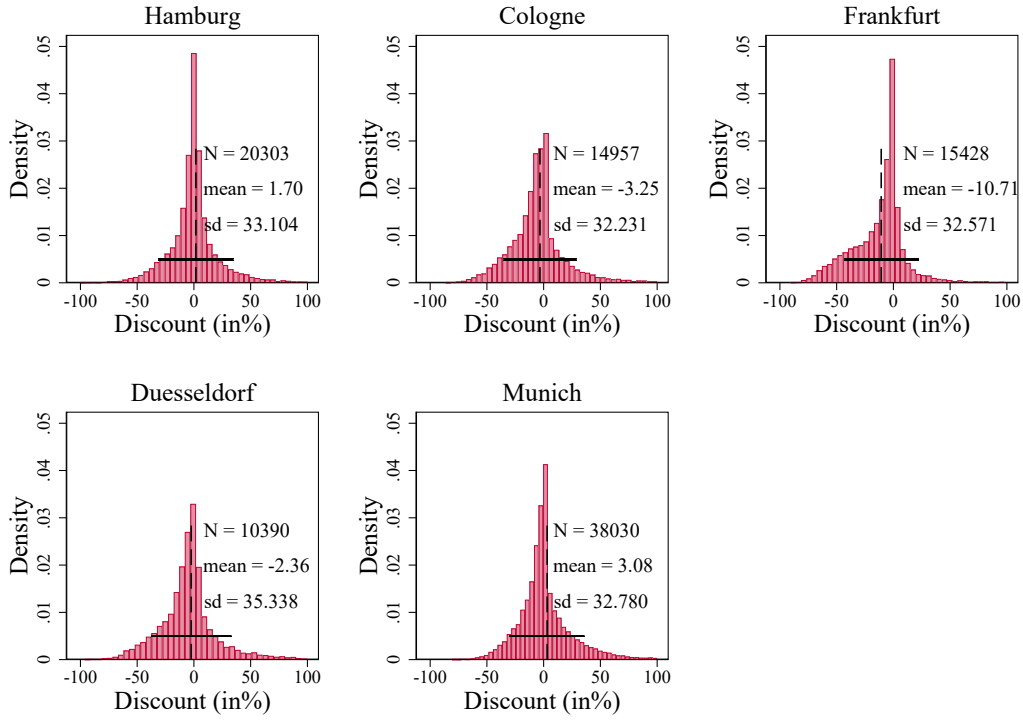 Hamburg
Density
0
.01
.02
.03
.04
.05
N = 20303
mean = 1.70
sd = 33.104
-100
-50
0
50
100
Discount (in%)
Cologne
Density
0
.01
.02
.03
.04
.05
N = 14957
mean = -3.25
sd = 32.231
-100
-50
0
50
100
Discount (in%)
Frankfurt
Density
0
.01
.02
.03
.04
.05
N = 15428
mean = -10.71
sd = 32.571
-100
-50
0
50
100
Discount (in%)
Duesseldorf
Density
0
.01
.02
.03
.04
.05
N = 10390
mean = -2.36
sd = 35.338
-100
-50
0
50
100
Discount (in%)
Munich
Density
0
.01
.02
.03
.04
.05
N = 38030
mean = 3.08
sd = 32.780
-100
-50
0
50
100
Discount (in%)